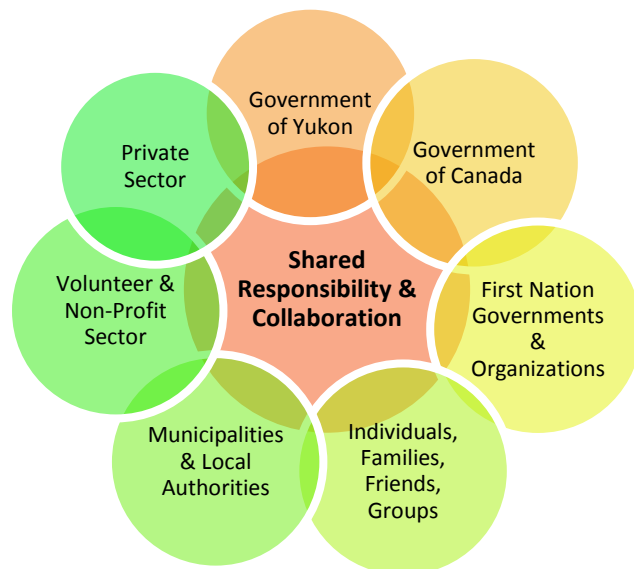 Government
of Yukon
Government
of Canada
First Nation
Governments
&
Organizations
Individuals,
Families,
Friends,
Groups
Municipalities
& Local
Authorities
Volunteer &
Non-Profit
Sector
Private
Sector
Shared
Responsibility &
Collaboration